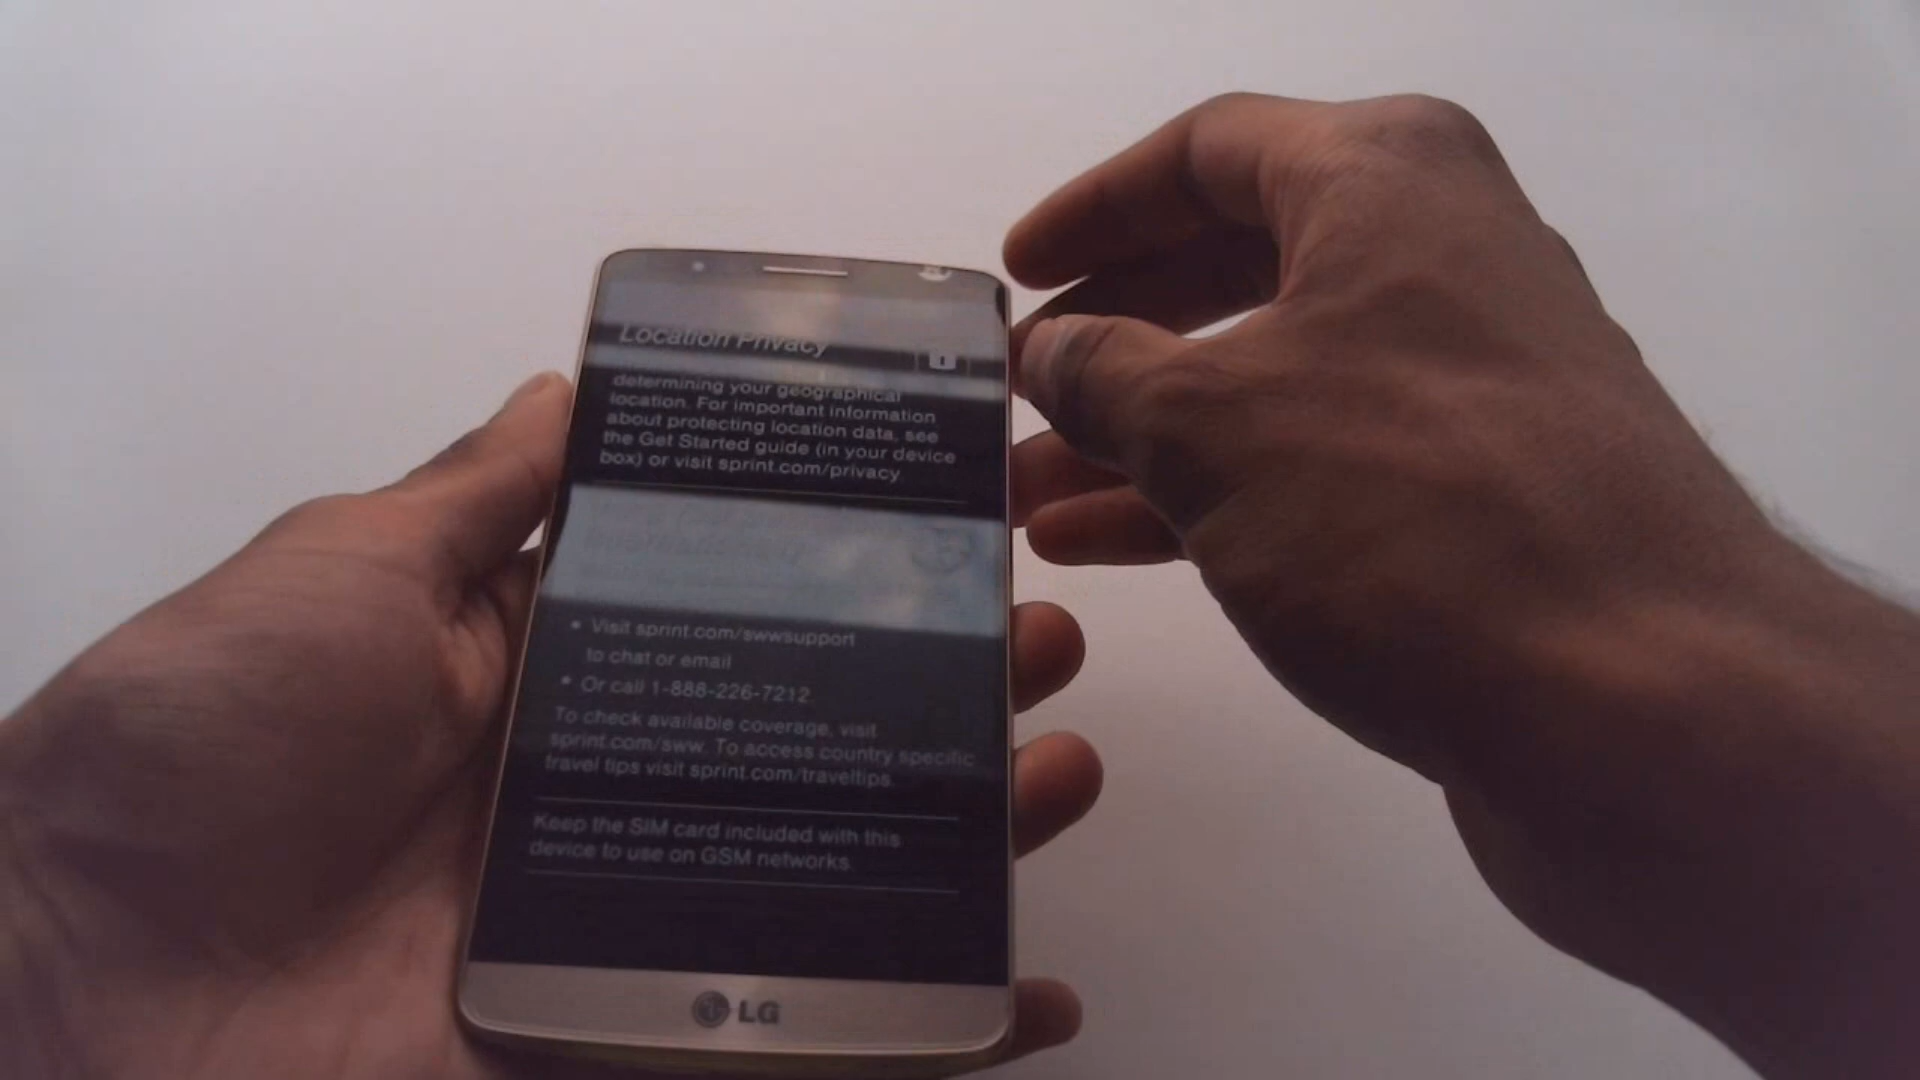 Location Privacy
determining your geographical
location. For important information
about protecting location data, see
the Get Started guide (in your device
box) or visit sprint.com/privacy.
• Visit sprint.com/swwsupport
to chat or email
• Or call 1-888-226-7212.
To check available coverage, visit
sprint.com/sww. To access country specific
travel tips visit sprint.com/traveltips.
Keep the SIM card included with this
device to use on GSM networks.
LG